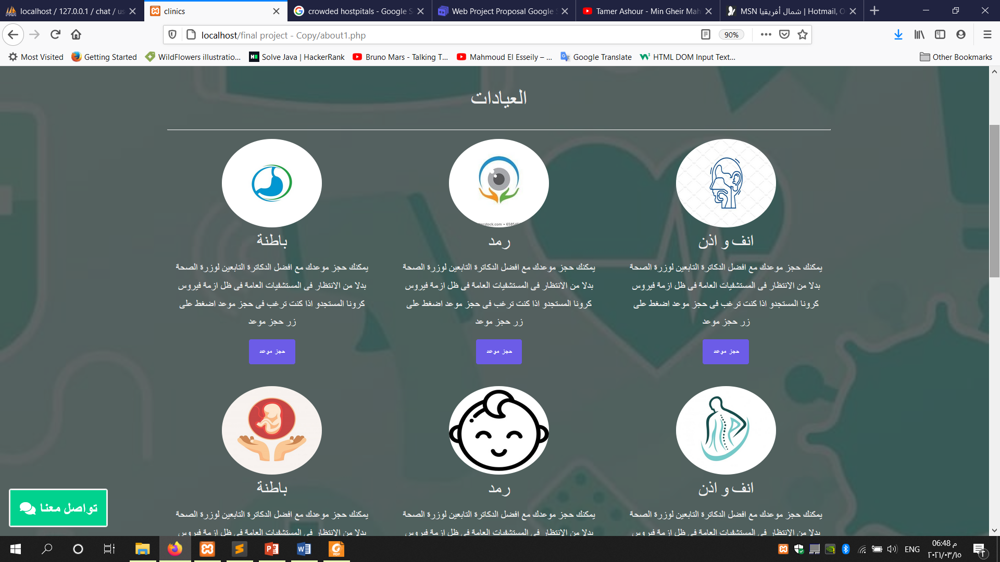 localhost / 127.0.0.1 / chat / us
clinics
crowded hostpitals - Google S
Web Project Proposal Google S
Tamer Ashour - Min Gheir Mah
MSN شمال أفريقيا | Hotmail, O
localhost/final project - Copy/about1.php
90%
Most Visited
Getting Started
WildFlowers illustratio...
Solve Java | HackerRank
Bruno Mars - Talking T...
Mahmoud El Esseily – ...
Google Translate
HTML DOM Input Text...
Other Bookmarks
العيادات
انف و اذن
يمكنك حجز موعدك مع افضل الدكاترة التابعين لوزرة الصحة
بدلا من الانتظار فى المستشفيات العامة فى ظل ازمة فيروس
كرونا المستجدو اذا كنت ترغب فى حجز موعد اضغط على
زر حجز موعد
حجز موعد
erstock.com • 65854
رمد
يمكنك حجز موعدك مع افضل الدكاترة التابعين لوزرة الصحة
بدلا من الانتظار فى المستشفيات العامة فى ظل ازمة فيروس
كرونا المستجدو اذا كنت ترغب فى حجز موعد اضغط على
زر حجز موعد
حجز موعد
باطنة
يمكنك حجز موعدك مع افضل الدكاترة التابعين لوزرة الصحة
بدلا من الانتظار فى المستشفيات العامة فى ظل ازمة فيروس
كرونا المستجدو اذا كنت ترغب فى حجز موعد اضغط على
زر حجز موعد
حجز موعد
انف و اذن
يمكنك حجز موعدك مع افضل الدكاترة التابعين لوزرة الصحة
بدلا من الانتظار فى المستشفيات العامة فى ظل ازمة فيروس
رمد
يمكنك حجز موعدك مع افضل الدكاترة التابعين لوزرة الصحة
بدلا من الانتظار فى المستشفيات العامة فى ظل ازمة فيروس
باطنة
يمكنك حجز موعدك مع افضل الدكاترة التابعين لوزرة الصحة
بدلا من الانتظار فى المستشفيات العامة فى ظل ازمة فيروس
تواصل معنا
ENG
06:48 م
٢٠٢١/٠٣/١٥
٢